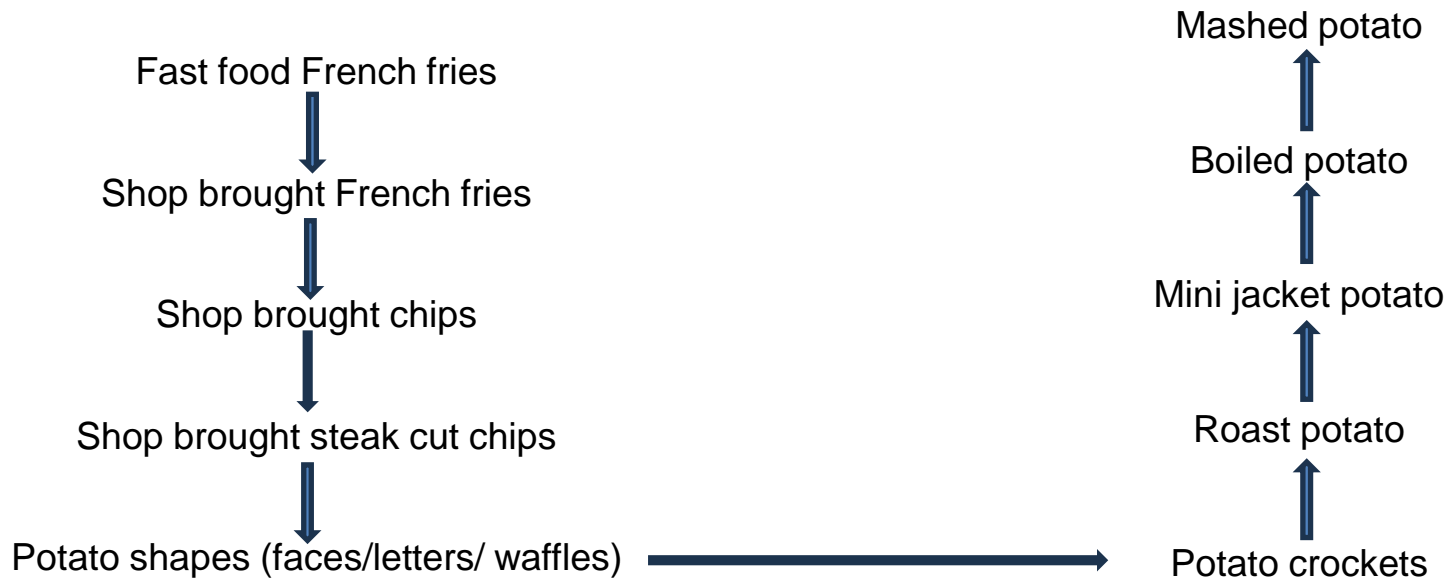 Fast food French fries
Shop brought French fries
Shop brought chips
Shop brought steak cut chips
Potato shapes (faces/letters/ waffles)
Potato crockets
Roast potato
Mini jacket potato
Boiled potato
Mashed potato